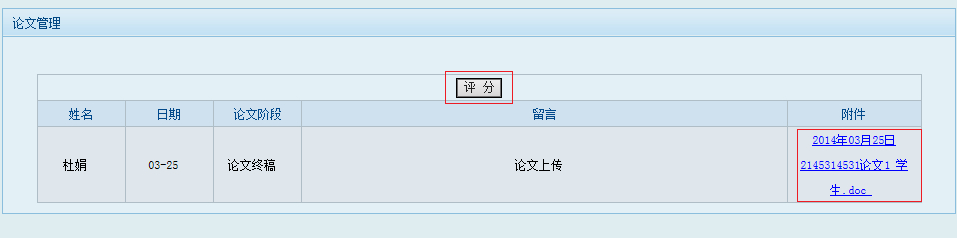 论文管理
评 分
姓名 日期 论文阶段 留言 附件
杜娟 03-25 论文终稿 论文上传
2014年03月25日
2145314531论文1 学
生.doc